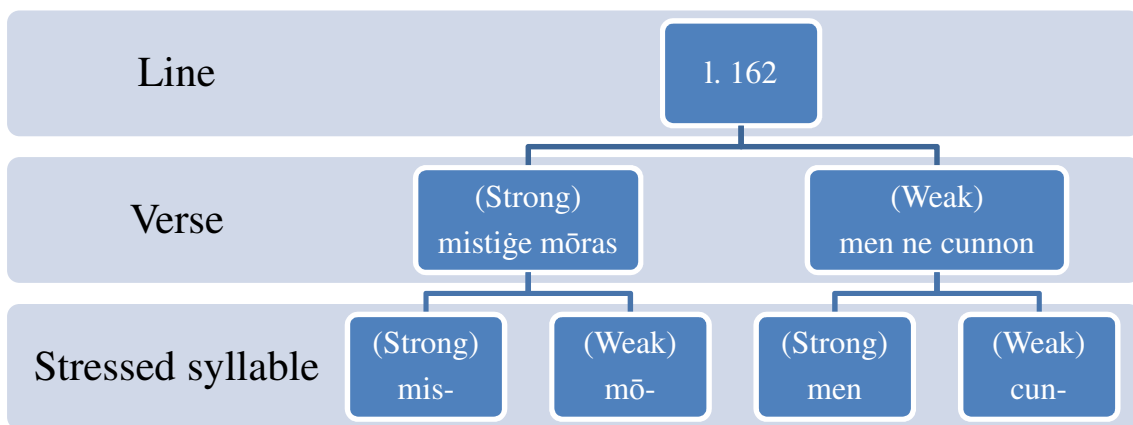 Line
l. 162
Verse
(Strong)
mistiġe mōras
(Weak)
men ne cunnon
Stressed syllable
(Strong)
mis-
(Weak)
mō-
(Strong)
men
(Weak)
cun-